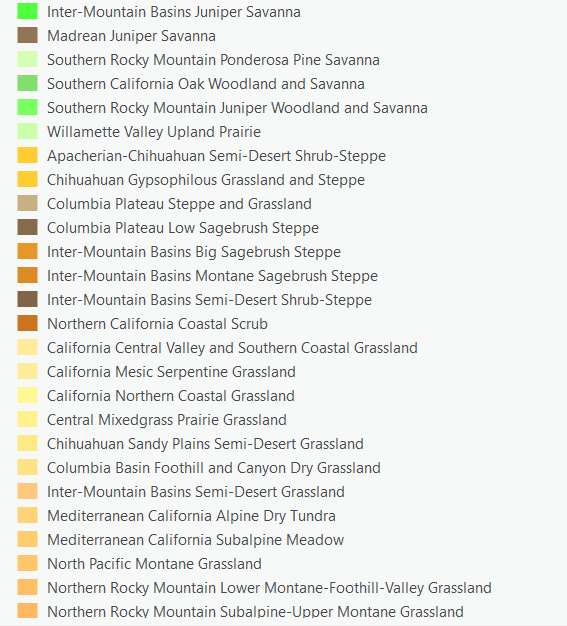 Inter-Mountain Basins Juniper Savanna
Madrean Juniper Savanna
Southern Rocky Mountain Ponderosa Pine Savanna
Southern California Oak Woodland and Savanna
Southern Rocky Mountain Juniper Woodland and Savanna
Willamette Valley Upland Prairie
Apacherian-Chihuahuan Semi-Desert Shrub-Steppe
Chihuahuan Gypsophilous Grassland and Steppe
Columbia Plateau Steppe and Grassland
Columbia Plateau Low Sagebrush Steppe
Inter-Mountain Basins Big Sagebrush Steppe
Inter-Mountain Basins Montane Sagebrush Steppe
Inter-Mountain Basins Semi-Desert Shrub-Steppe
Northern California Coastal Scrub
California Central Valley and Southern Coastal Grassland
California Mesic Serpentine Grassland
California Northern Coastal Grassland
Central Mixedgrass Prairie Grassland
Chihuahuan Sandy Plains Semi-Desert Grassland
Columbia Basin Foothill and Canyon Dry Grassland
Inter-Mountain Basins Semi-Desert Grassland
Mediterranean California Alpine Dry Tundra
Mediterranean California Subalpine Meadow
North Pacific Montane Grassland
Northern Rocky Mountain Lower Montane-Foothill-Valley Grassland
Northern Rocky Mountain Subalpine-Upper Montane Grassland